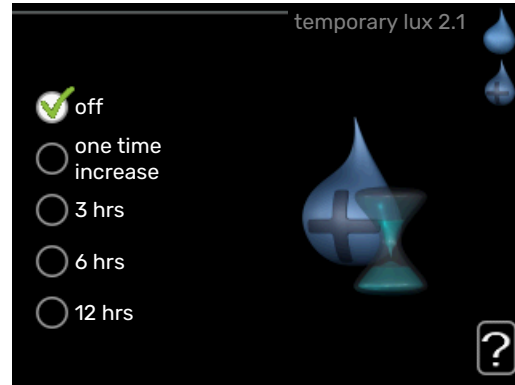 temporary lux 2.1
off
one time
increase
3 hrs
6 hrs
12 hrs
?